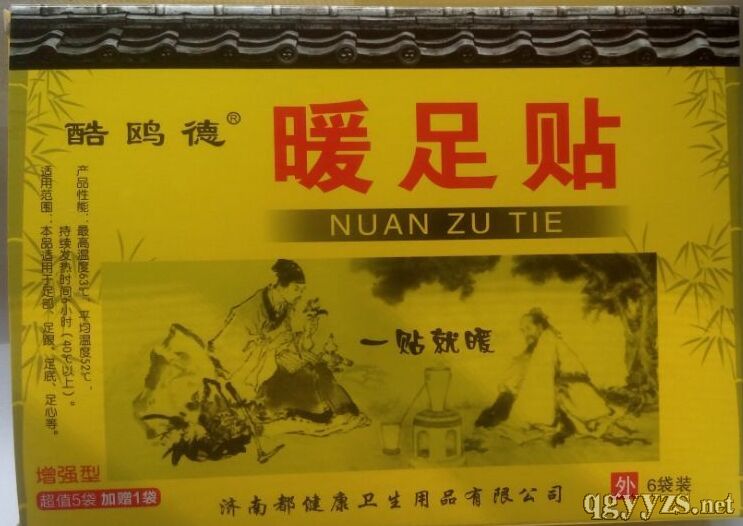 酷鸥德®
暖足贴
NUAN ZU TIE
产品性能：最高温度63℃，平均温度52℃，
持续发热时间7小时（40℃以上）。
适用范围：本品适用于足部、足跟、足底、足心等。
一贴就暖
增强型
超值5袋 加赠1袋
外
6袋装
济南都健康卫生用品有限公司
qgyyzs.net